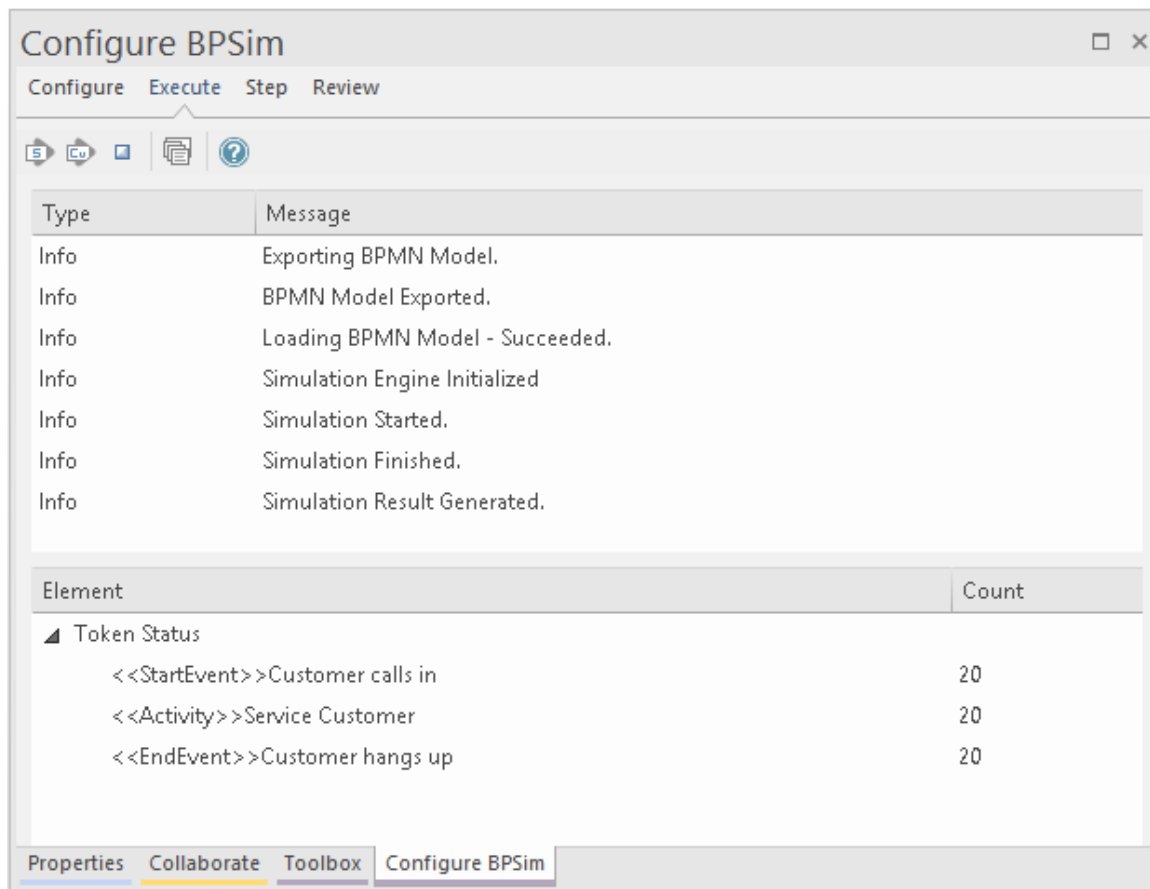 Configure BPSim
Configure Execute Step Review
S Cu ?
Type Message
Info Exporting BPMN Model.
Info BPMN Model Exported.
Info Loading BPMN Model - Succeeded.
Info Simulation Engine Initialized
Info Simulation Started.
Info Simulation Finished.
Info Simulation Result Generated.
Element Count
Token Status
<<StartEvent>>Customer calls in 20
<<Activity>>Service Customer 20
<<EndEvent>>Customer hangs up 20
Properties Collaborate Toolbox Configure BPSim